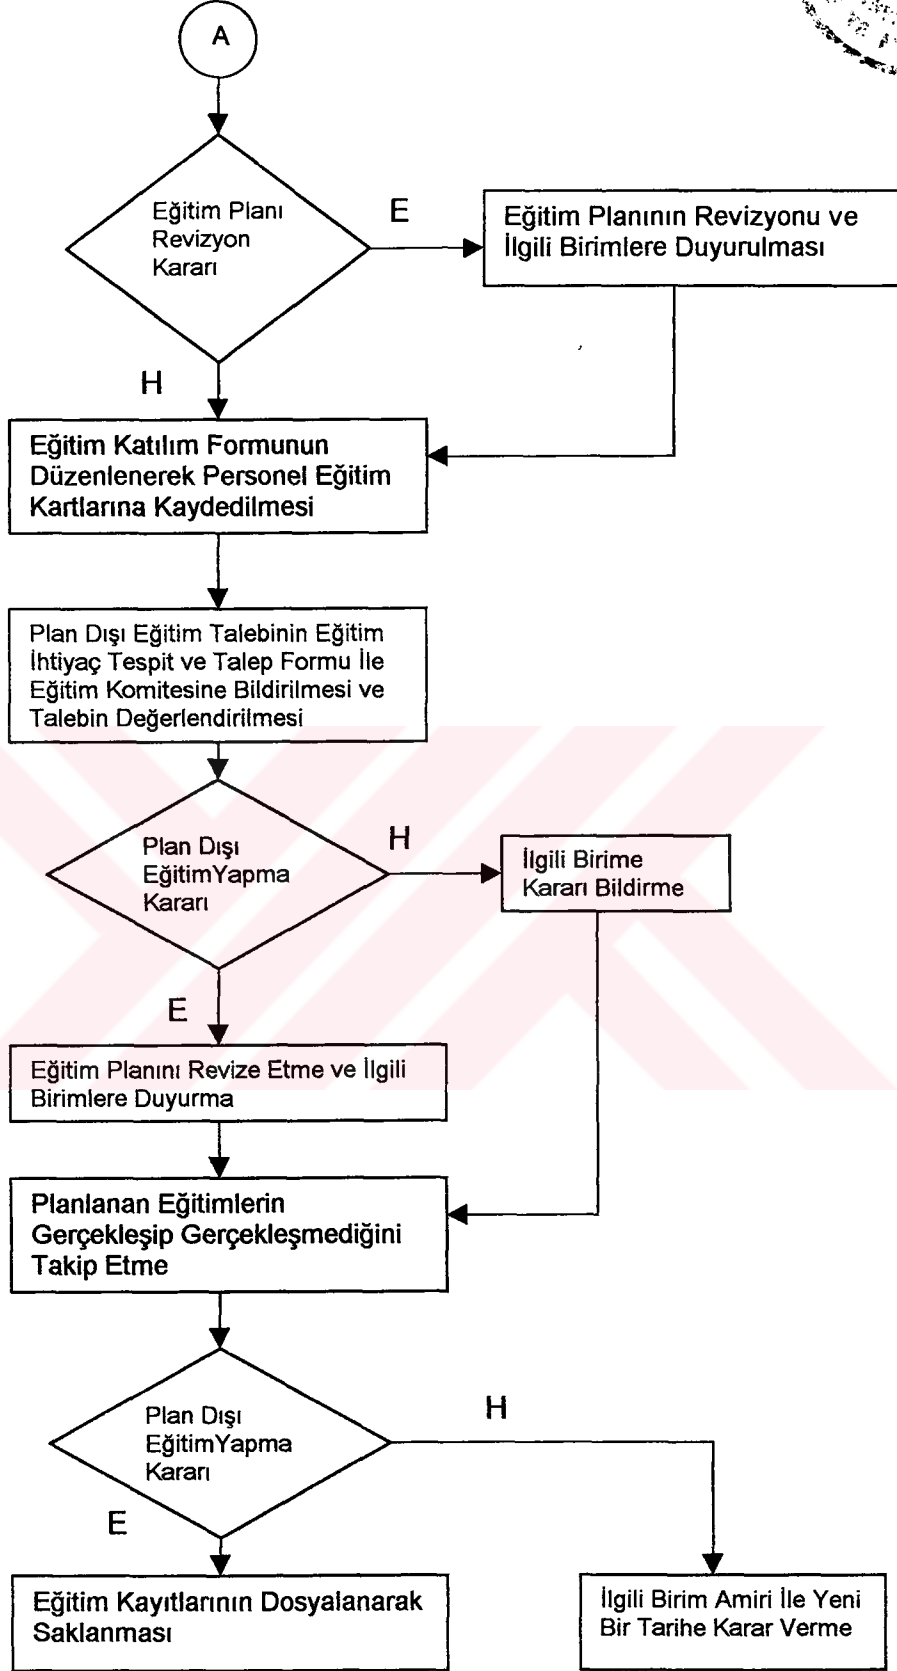 A
Eğitim Planı
Revizyon
Kararı
E
Eğitim Planının Revizyonu ve
İlgili Birimlere Duyurulması
H
Eğitim Katılım Formunun
Düzenlenerek Personel Eğitim
Kartlarına Kaydedilmesi
Plan Dışı Eğitim Talebinin Eğitim
İhtiyaç Tespit ve Talep Formu İle
Eğitim Komitesine Bildirilmesi ve
Talebin Değerlendirilmesi
Plan Dışı
EğitimYapma
Kararı
H
İlgili Birime
Kararı Bildirme
E
Eğitim Planını Revize Etme ve İlgili
Birimlere Duyurma
Planlanan Eğitimlerin
Gerçekleşip Gerçekleşmediğini
Takip Etme
Plan Dışı
EğitimYapma
Kararı
H
E
Eğitim Kayıtlarının Dosyalanarak
Saklanması
İlgili Birim Amiri İle Yeni
Bir Tarihe Karar Verme